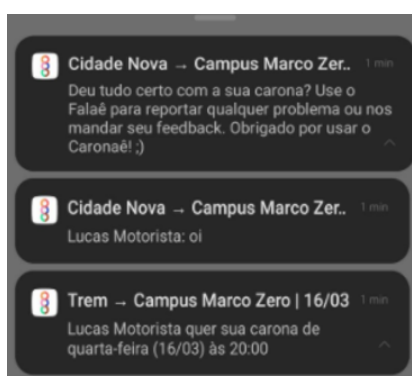 Cidade Nova → Campus Marco Zer.. 1 min
Deu tudo certo com a sua carona? Use o
Falaê para reportar qualquer problema ou nos
mandar seu feedback. Obrigado por usar o
Caronaê! ;)
Cidade Nova → Campus Marco Zer.. 1 min
Lucas Motorista: oi
Trem → Campus Marco Zero | 16/03 1 min
Lucas Motorista quer sua carona de
quarta-feira (16/03) às 20:00